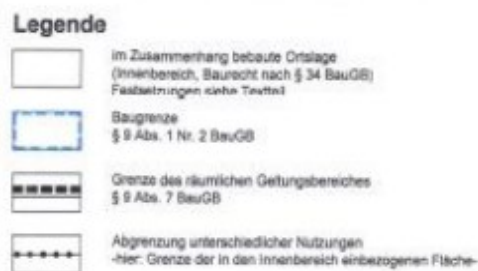 Legende
im Zusammenhang bebaute Ortslage
(Innenbereich, Baurecht nach § 34 BauGB)
Festsetzungen siehe Textteil
Baugrenze
§ 9 Abs. 1 Nr. 2 BauGB
Grenze des räumlichen Geltungsbereiches
§ 9 Abs. 7 BauGB
Abgrenzung unterschiedlicher Nutzungen
-hier: Grenze der in den Innenbereich einbezogenen Fläche-